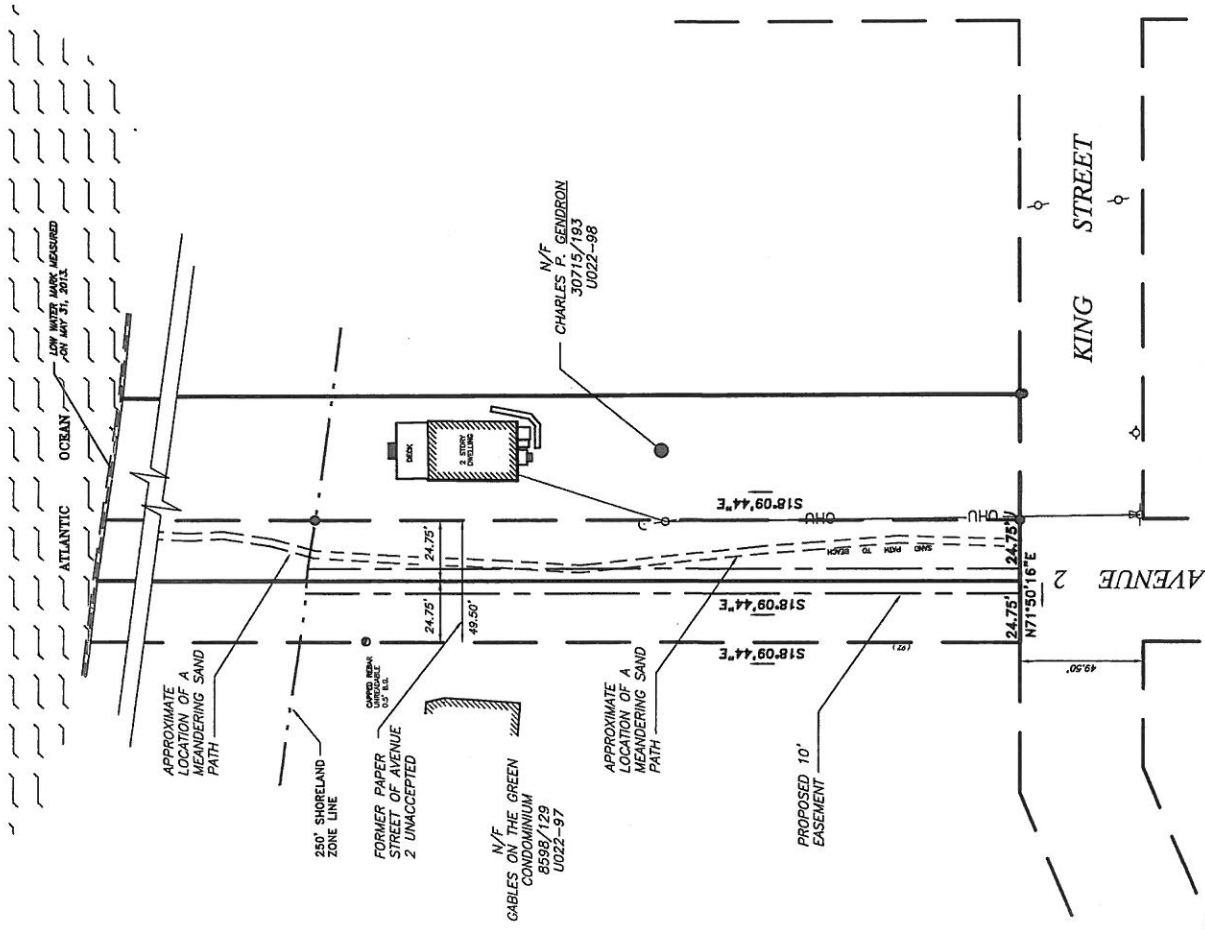 LOW WATER MARK MEASURED
ON MAY 31, 2013.
ATLANTIC OCEAN
APPROXIMATE
LOCATION OF A
MEANDERING SAND
PATH
250' SHORELAND
ZONE LINE
DECK
2 STORY
DWELLING
N/F
CHARLES P. GENDRON
30715/193
U022-98
24.75'
24.75'
49.50'
CAPPED REBAR
UNREADABLE
0.5' B.G.
FORMER PAPER
STREET OF AVENUE
2 UNACCEPTED
N/F
GABLES ON THE GREEN
CONDOMINIUM
8598/129
U022-97
APPROXIMATE
LOCATION OF A
MEANDERING SAND
PATH
S18°09'44"E
S18°09'44"E
S18°09'44"E
OHU
OHU
SAND PATH TO BEACH
PROPOSED 10'
EASEMENT
24.75'
24.75'
N71°50'16"E
49.50'
KING STREET
AVENUE 2